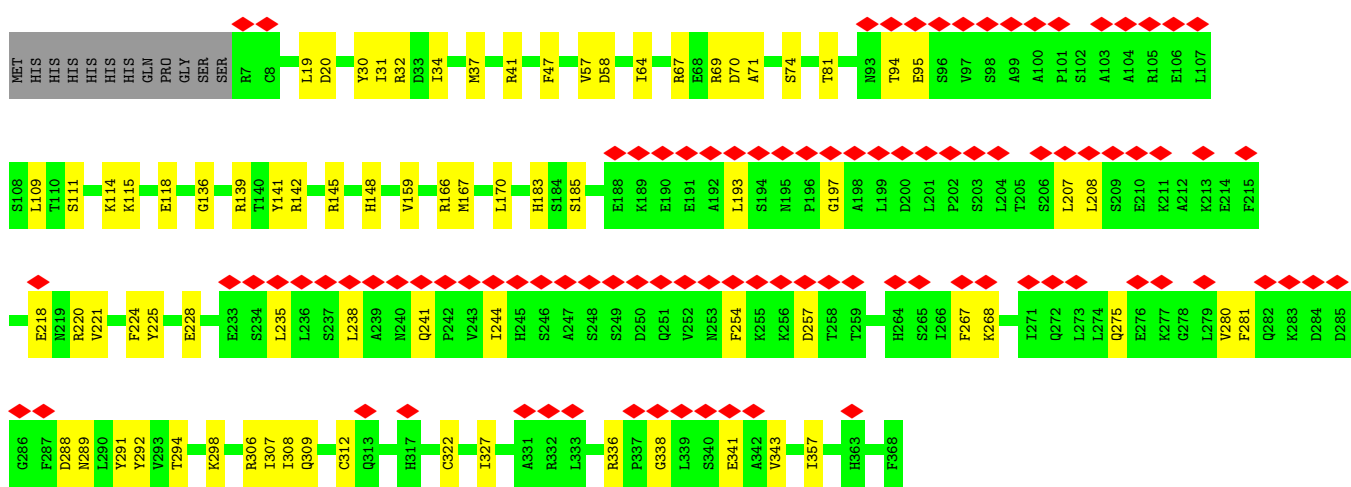 MET HIS HIS HIS HIS HIS HIS GLN PRO GLY SER SER R7 C8 L19 D20 Y30 I31 R32 D33 I34 M37 R41 F47 V57 D58 I64 R67 E68 R69 D70 A71 S74 T81 N93 T94 E95 S96 V97 S98 A99 A100 P101 S102 A103 A104 R105 E106 L107
S108 L109 T110 S111 K114 K115 E118 G136 R139 T140 Y141 R142 R145 H148 V159 R166 M167 L170 H183 S184 S185 E188 K189 E190 E191 A192 L193 S194 N195 P196 G197 A198 L199 D200 L201 P202 S203 L204 T205 S206 L207 L208 S209 E210 K211 A212 K213 E214 F215
E218 N219 R220 V221 F224 Y225 E228 E233 S234 L235 L236 S237 L238 A239 N240 Q241 P242 V243 I244 H245 S246 A247 S248 S249 D250 Q251 V252 N253 F254 K255 K256 D257 T258 T259 H264 S265 I266 F267 K268 I271 Q272 L273 L274 Q275 E276 K277 G278 L279 V280 F281 Q282 K283 D284 D285
G286 F287 D288 N289 L290 Y291 Y292 V293 T294 K298 R306 I307 I308 Q309 C312 Q313 H317 C322 I327 A331 R332 L333 R336 P337 G338 L339 S340 E341 A342 V343 I357 H363 F368